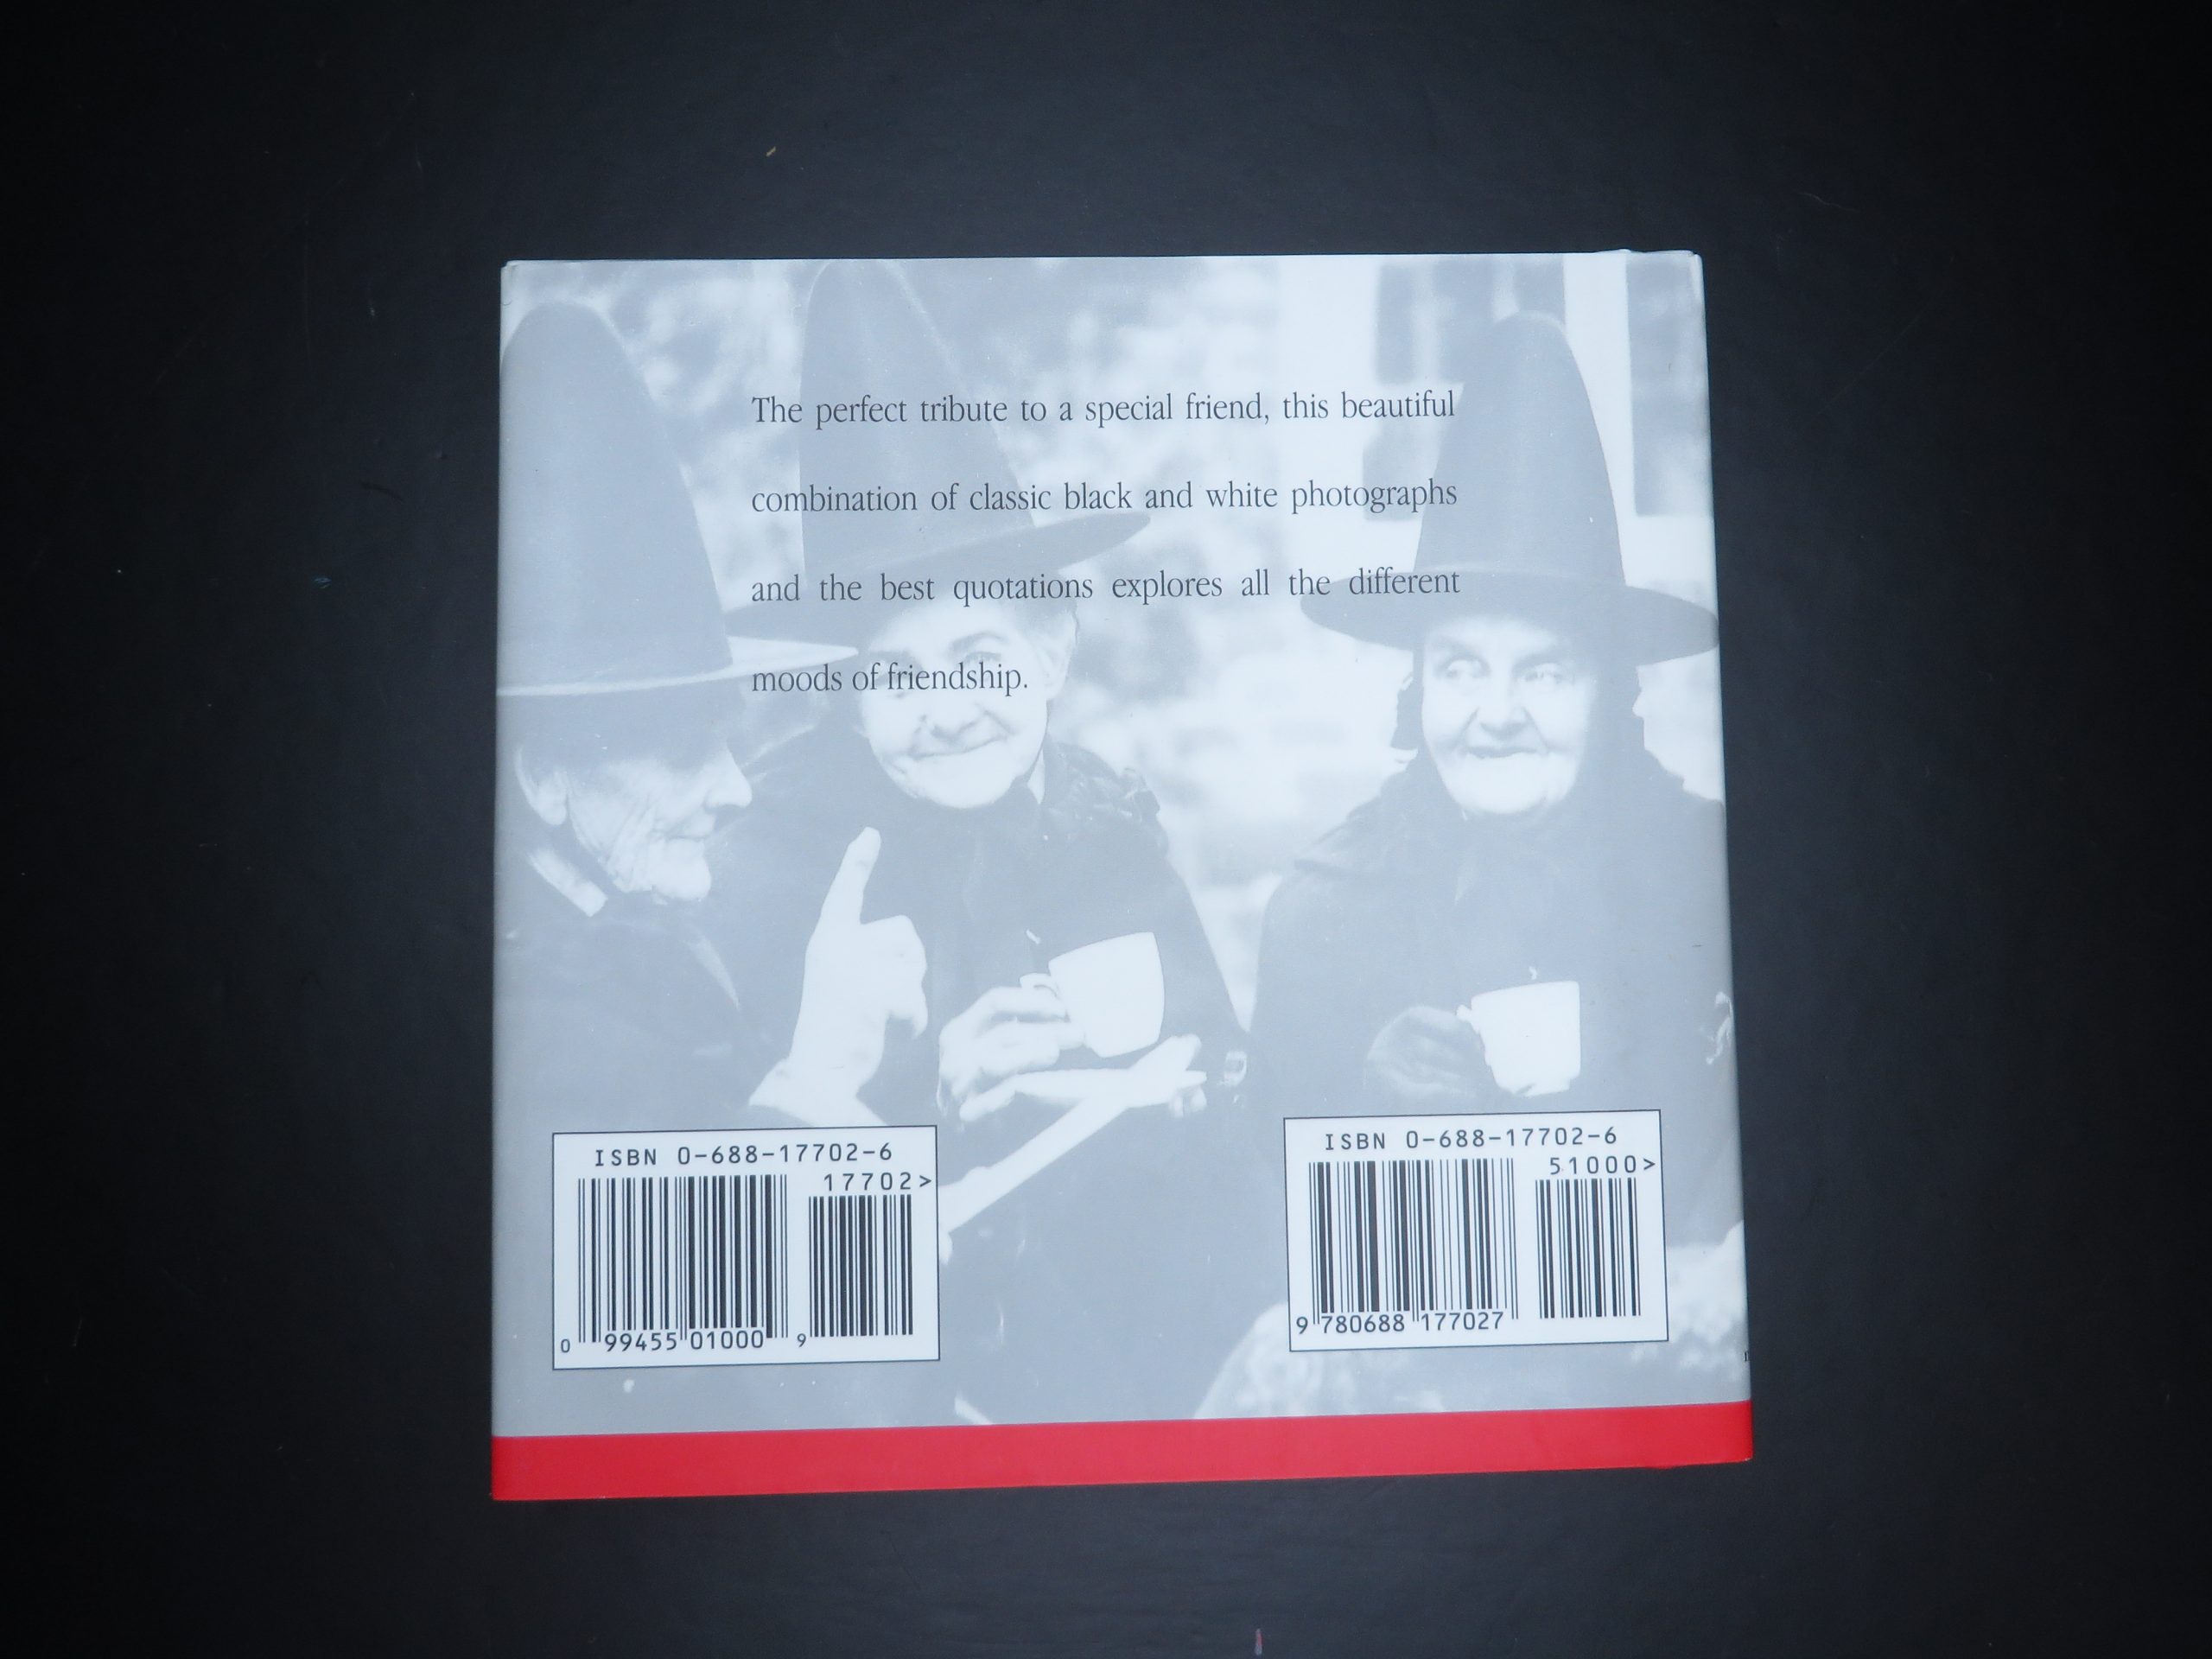 The perfect tribute to a special friend, this beautiful
combination of classic black and white photographs
and the best quotations explores all the different
moods of friendship.
ISBN 0-688-17702-6
17702>
0 99455 01000 9
ISBN 0-688-17702-6
51000>
9 780688 177027